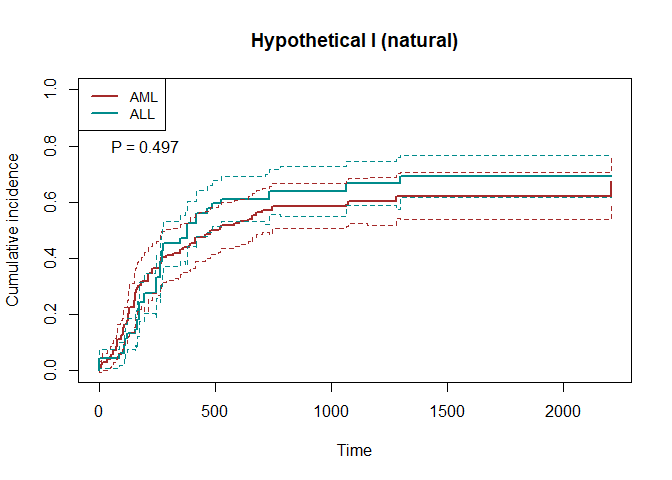 Hypothetical I (natural)
Cumulative incidence
1.0
0.8
0.6
0.4
0.2
0.0
AML
ALL
P = 0.497
0
500
1000
1500
2000
Time